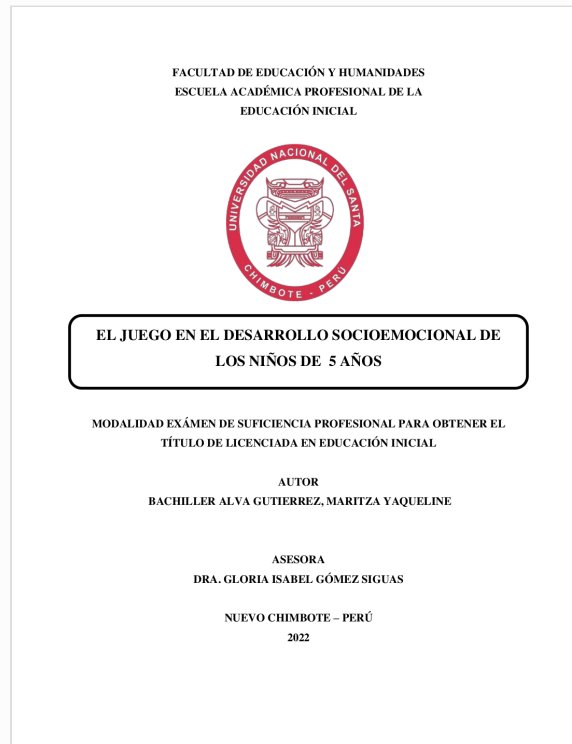 FACULTAD DE EDUCACIÓN Y HUMANIDADES
ESCUELA ACADÉMICA PROFESIONAL DE LA
EDUCACIÓN INICIAL
UNIVERSIDAD NACIONAL DEL SANTA
CHIMBOTE - PERÚ
EL JUEGO EN EL DESARROLLO SOCIOEMOCIONAL DE
LOS NIÑOS DE 5 AÑOS
MODALIDAD EXÁMEN DE SUFICIENCIA PROFESIONAL PARA OBTENER EL
TÍTULO DE LICENCIADA EN EDUCACIÓN INICIAL
AUTOR
BACHILLER ALVA GUTIERREZ, MARITZA YAQUELINE
ASESORA
DRA. GLORIA ISABEL GÓMEZ SIGUAS
NUEVO CHIMBOTE – PERÚ
2022